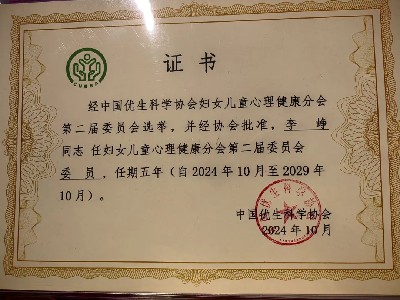 证书
经中国优生科学协会妇女儿童心理健康分会
第二届委员会选举，并经协会批准，李 峥
同志 任妇女儿童心理健康分会第二届委员会
委 员 ，任期五年（自2024年10月至2029年
10月）。
中国优生科学协会
2024年10月